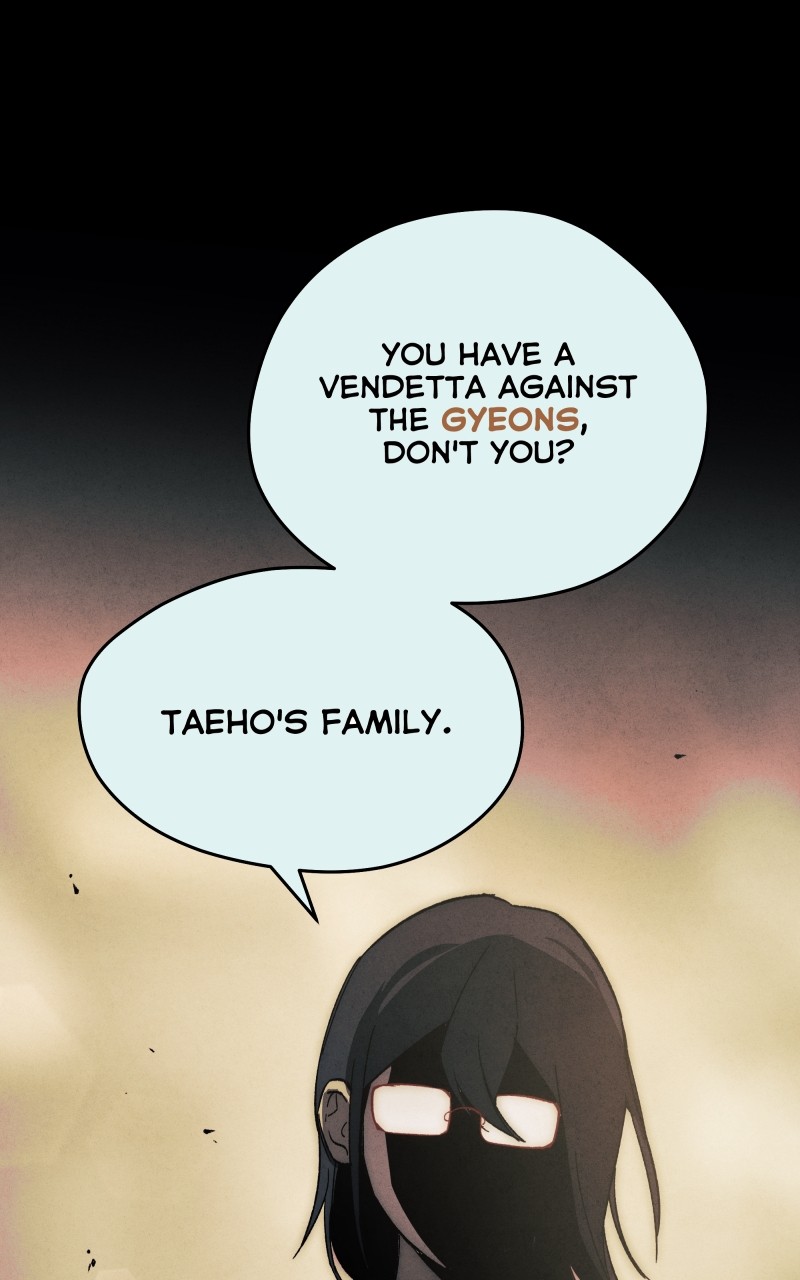 YOU HAVE A
VENDETTA AGAINST
THE GYEONS,
DON'T YOU?
TAEHO'S FAMILY.